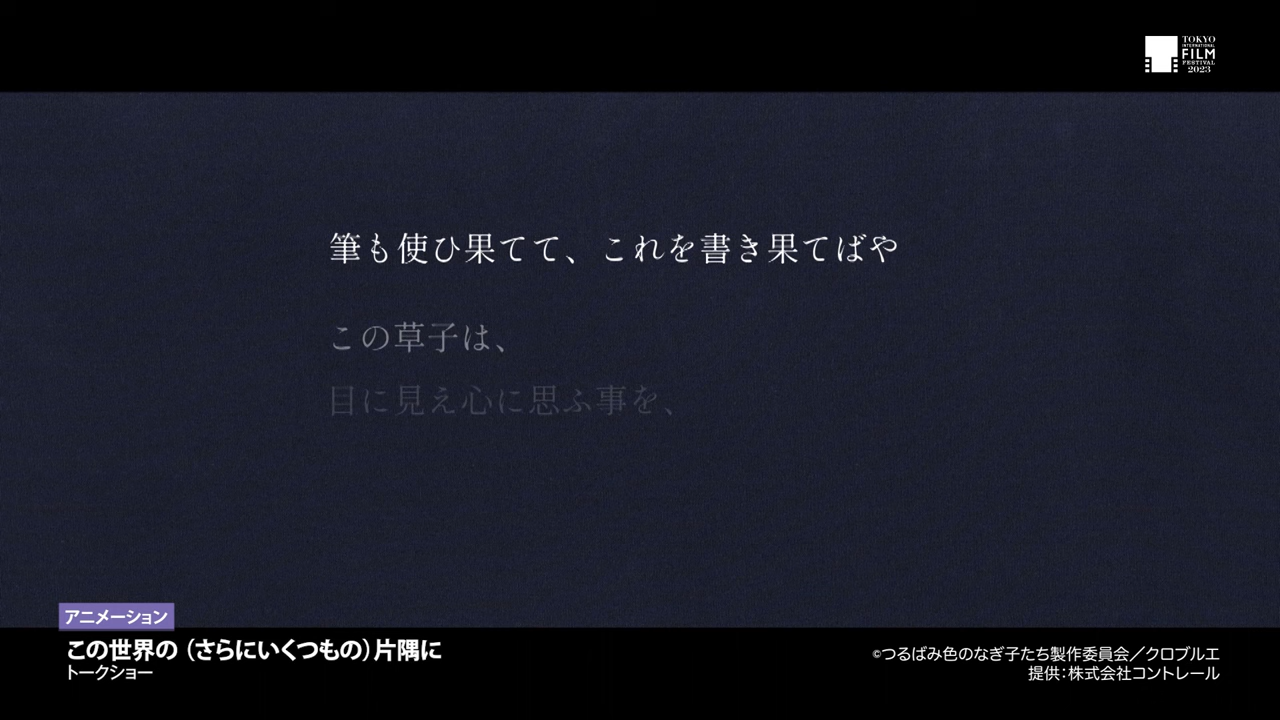 TOKYO
INTERNATIONAL
FILM
FESTIVAL
2023
筆も使ひ果てて、これを書き果てばや
この草子は、
目に見え心に思ふ事を、
アニメーション
この世界の(さらにいくつもの)片隅に
トークショー
©つるばみ色のなぎ子たち製作委員会／クロブルエ
提供：株式会社コントレール